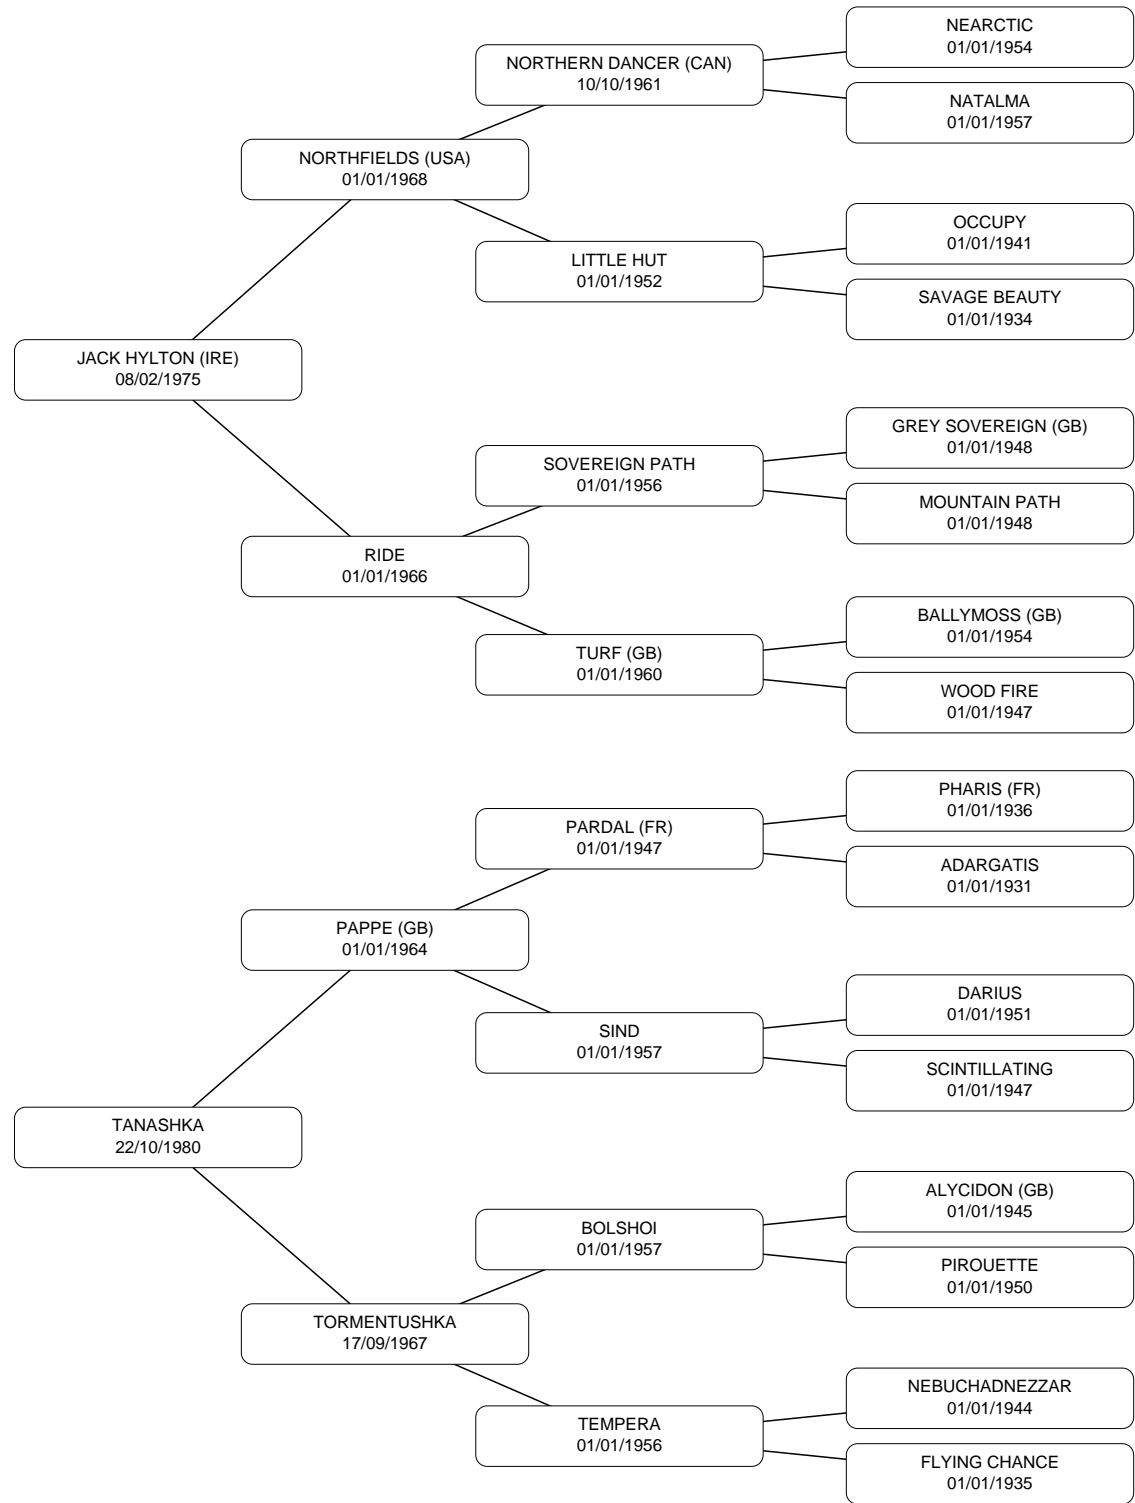 NEARCTIC
01/01/1954
NORTHERN DANCER (CAN)
10/10/1961
NATALMA
01/01/1957
NORTHFIELDS (USA)
01/01/1968
OCCUPY
01/01/1941
LITTLE HUT
01/01/1952
SAVAGE BEAUTY
01/01/1934
JACK HYLTON (IRE)
08/02/1975
GREY SOVEREIGN (GB)
01/01/1948
SOVEREIGN PATH
01/01/1956
MOUNTAIN PATH
01/01/1948
RIDE
01/01/1966
BALLYMOSS (GB)
01/01/1954
TURF (GB)
01/01/1960
WOOD FIRE
01/01/1947
PHARIS (FR)
01/01/1936
PARDAL (FR)
01/01/1947
ADARGATIS
01/01/1931
PAPPE (GB)
01/01/1964
DARIUS
01/01/1951
SIND
01/01/1957
SCINTILLATING
01/01/1947
TANASHKA
22/10/1980
ALYCIDON (GB)
01/01/1945
BOLSHOI
01/01/1957
PIROUETTE
01/01/1950
TORMENTUSHKA
17/09/1967
NEBUCHADNEZZAR
01/01/1944
TEMPERA
01/01/1956
FLYING CHANCE
01/01/1935